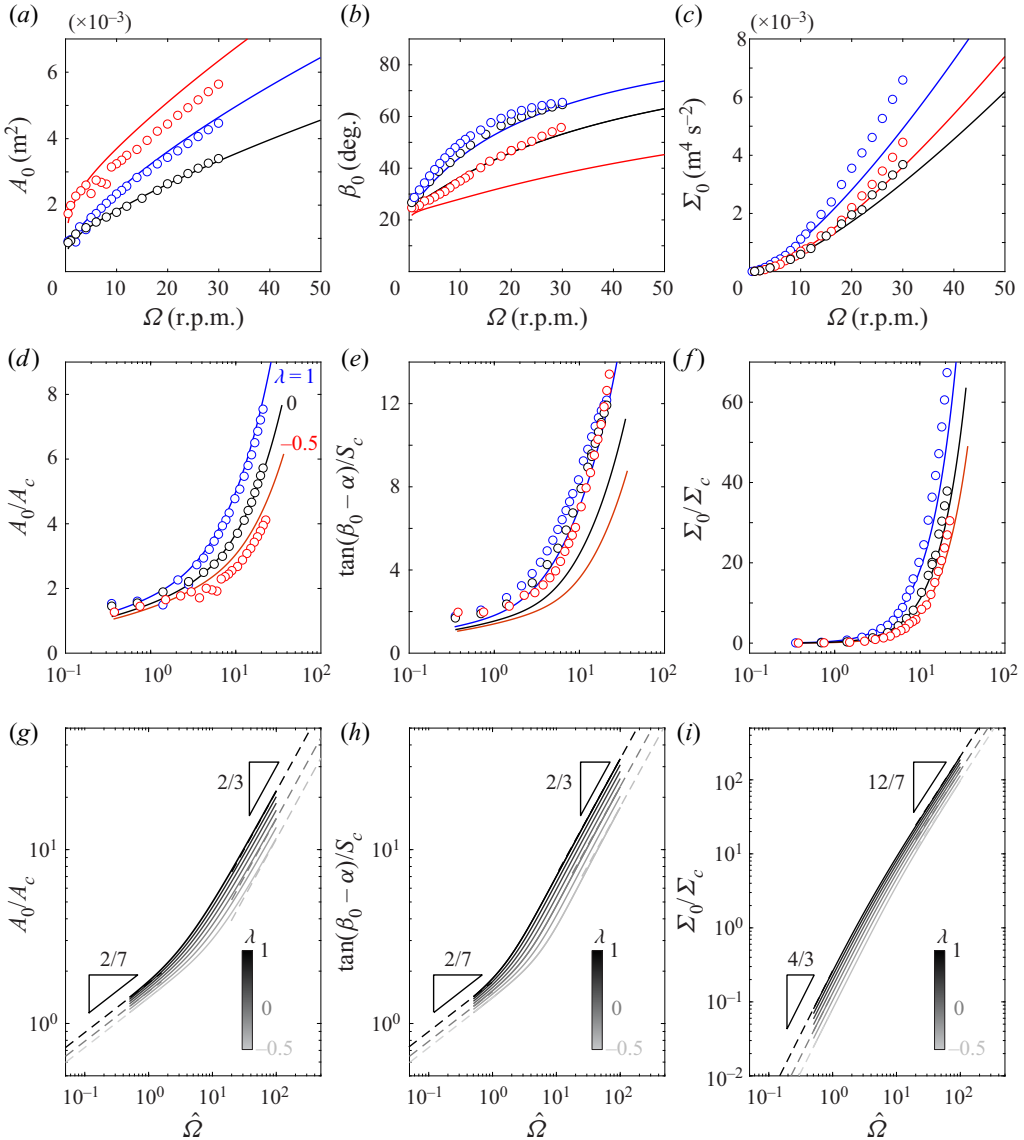 (a) (×10⁻³)
A₀ (m²)
8
6
4
2
0 10 20 30 40 50
Ω (r.p.m.)
(b)
β₀ (deg.)
80
60
40
20
0 10 20 30 40 50
Ω (r.p.m.)
(c) (×10⁻³)
Σ₀ (m⁴ s⁻²)
8
6
4
2
0 10 20 30 40 50
Ω (r.p.m.)
(d)
A₀/A_c
8
6
4
2
0
λ = 1
0
–0.5
10⁻¹ 10⁰ 10¹ 10²
(e)
tan(β₀ – α)/S_c
12
8
4
0
10⁻¹ 10⁰ 10¹ 10²
(f)
Σ₀/Σ_c
60
40
20
0
10⁻¹ 10⁰ 10¹ 10²
(g)
A₀/A_c
10¹
10⁰
2/3
2/7
λ
1
0
–0.5
10⁻¹ 10⁰ 10¹ 10²
Ω̂
(h)
tan(β₀ – α)/S_c
10¹
10⁰
2/3
2/7
λ
1
0
–0.5
10⁻¹ 10⁰ 10¹ 10²
Ω̂
(i)
Σ₀/Σ_c
10²
10¹
10⁰
10⁻¹
10⁻²
12/7
4/3
λ
1
0
–0.5
10⁻¹ 10⁰ 10¹ 10²
Ω̂